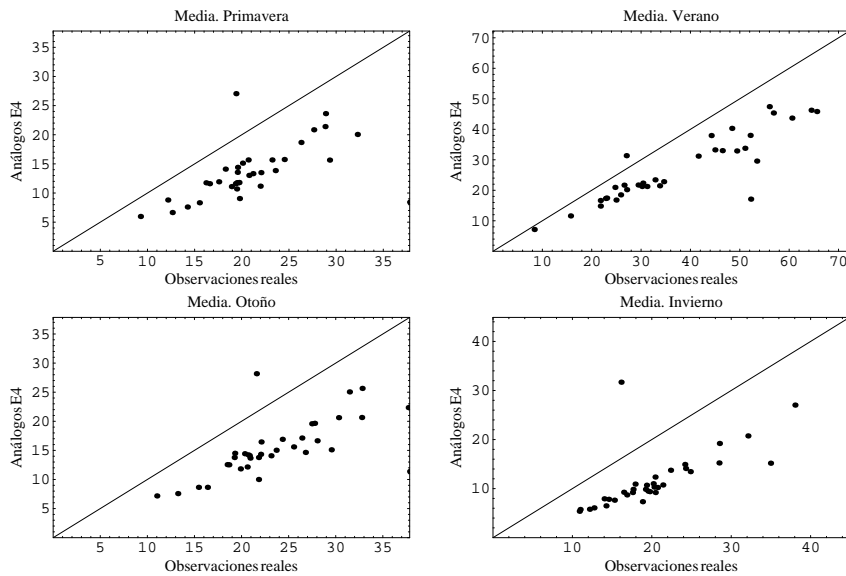 Media. Primavera
35
30
25
20
15
10
5
Análogos E4
5 10 15 20 25 30 35
Observaciones reales
Media. Verano
70
60
50
40
30
20
10
Análogos E4
10 20 30 40 50 60 70
Observaciones reales
Media. Otoño
35
30
25
20
15
10
5
Análogos E4
5 10 15 20 25 30 35
Observaciones reales
Media. Invierno
40
30
20
10
Análogos E4
10 20 30 40
Observaciones reales